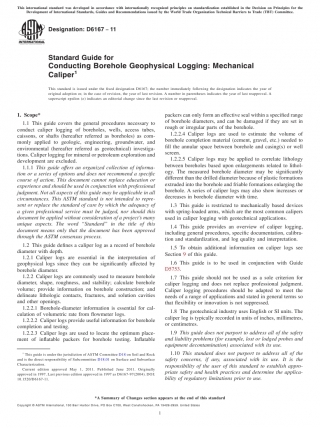 This international standard was developed in accordance with internationally recognized principles on standardization established in the Decision on Principles for the
Development of International Standards, Guides and Recommendations issued by the World Trade Organization Technical Barriers to Trade (TBT) Committee.
Designation: D6167 − 11
INTERNATIONAL
Standard Guide for
Conducting Borehole Geophysical Logging: Mechanical
Caliper1
This standard is issued under the fixed designation D6167; the number immediately following the designation indicates the year of
original adoption or, in the case of revision, the year of last revision. A number in parentheses indicates the year of last reapproval. A
superscript epsilon (ε) indicates an editorial change since the last revision or reapproval.
1. Scope*
1.1 This guide covers the general procedures necessary to
conduct caliper logging of boreholes, wells, access tubes,
caissons, or shafts (hereafter referred to as boreholes) as com-
monly applied to geologic, engineering, groundwater, and
environmental (hereafter referred to as geotechnical) investiga-
tions. Caliper logging for mineral or petroleum exploration and
development are excluded.
1.1.1 This guide offers an organized collection of informa-
tion or a series of options and does not recommend a specific
course of action. This document cannot replace education or
experience and should be used in conjunction with professional
judgment. Not all aspects of this guide may be applicable in all
circumstances. This ASTM standard is not intended to repre-
sent or replace the standard of care by which the adequacy of
a given professional service must be judged, nor should this
document be applied without consideration of a project's many
unique aspects. The word "Standard" in the title of this
document means only that the document has been approved
through the ASTM consensus process.
1.2 This guide defines a caliper log as a record of borehole
diameter with depth.
1.2.1 Caliper logs are essential in the interpretation of
geophysical logs since they can be significantly affected by
borehole diameter.
1.2.2 Caliper logs are commonly used to measure borehole
diameter, shape, roughness, and stability; calculate borehole
volume; provide information on borehole construction; and
delineate lithologic contacts, fractures, and solution cavities
and other openings.
1.2.2.1 Borehole-diameter information is essential for cal-
culation of volumetric rate from flowmeter logs.
1.2.2.2 Caliper logs provide useful information for borehole
completion and testing.
1.2.2.3 Caliper logs are used to locate the optimum place-
ment of inflatable packers for borehole testing. Inflatable
1 This guide is under the jurisdiction of ASTM Committee D18 on Soil and Rock
and is the direct responsibility of Subcommittee D18.01 on Surface and Subsurface
Characterization.
Current edition approved May 1, 2011. Published June 2011. Originally
approved in 1997.
packers can only form an effective seal within a specified range
of borehole diameters, and can be damaged if they are set in
rough or irregular parts of the borehole.
1.2.2.4 Caliper logs are used to estimate the volume of
borehole completion material (cement, gravel, etc.) needed to
fill the annular space between borehole and casing(s) or well
screen.
1.2.2.5 Caliper logs may be applied to correlate lithology
between boreholes based upon enlargements related to lithol-
ogy. The measured borehole diameter may be significantly
different than the drilled diameter because of plastic formations
extruded into the borehole and friable formations enlarging the
borehole. A series of caliper logs may also show increases or
decreases in borehole diameter with time.
1.3 This guide is restricted to mechanically based devices
with spring-loaded arms, which are the most common calipers
used in caliper logging with geotechnical applications.
1.4 This guide provides an overview of caliper logging,
including general procedures, specific documentation, calibra-
tion and standardization, and log quality and interpretation.
1.5 To obtain additional information on caliper logs see
Section 9 of this guide.
1.6 This guide is to be used in conjunction with Guide
D5753.
1.7 This guide should not be used as a sole criterion for
caliper logging and does not replace professional judgment.
Caliper logging procedures should be adapted to meet the
needs of a range of applications and stated in general terms so
that flexibility or innovation is not suppressed.
1.8 The geotechnical industry uses English or SI units. The
caliper log is typically recorded in units of inches, millimetres,
or centimetres.
1.9 This guide does not purport to address all of the safety
and liability problems (for example, lost or lodged probes and
equipment decontamination) associated with its use.
1.10 This standard does not purport to address all of the
safety concerns, if any, associated with its use. It is the
responsibility of the user of this standard to establish appro-
priate safety and health practices and determine the applica-
bility of regulatory limitations prior to use.
*A Summary of Changes section appears at the end of this standard
Copyright © ASTM International, 100 Barr Harbor Drive, PO Box C700, West Conshohocken, PA 19428-2959. United States
1